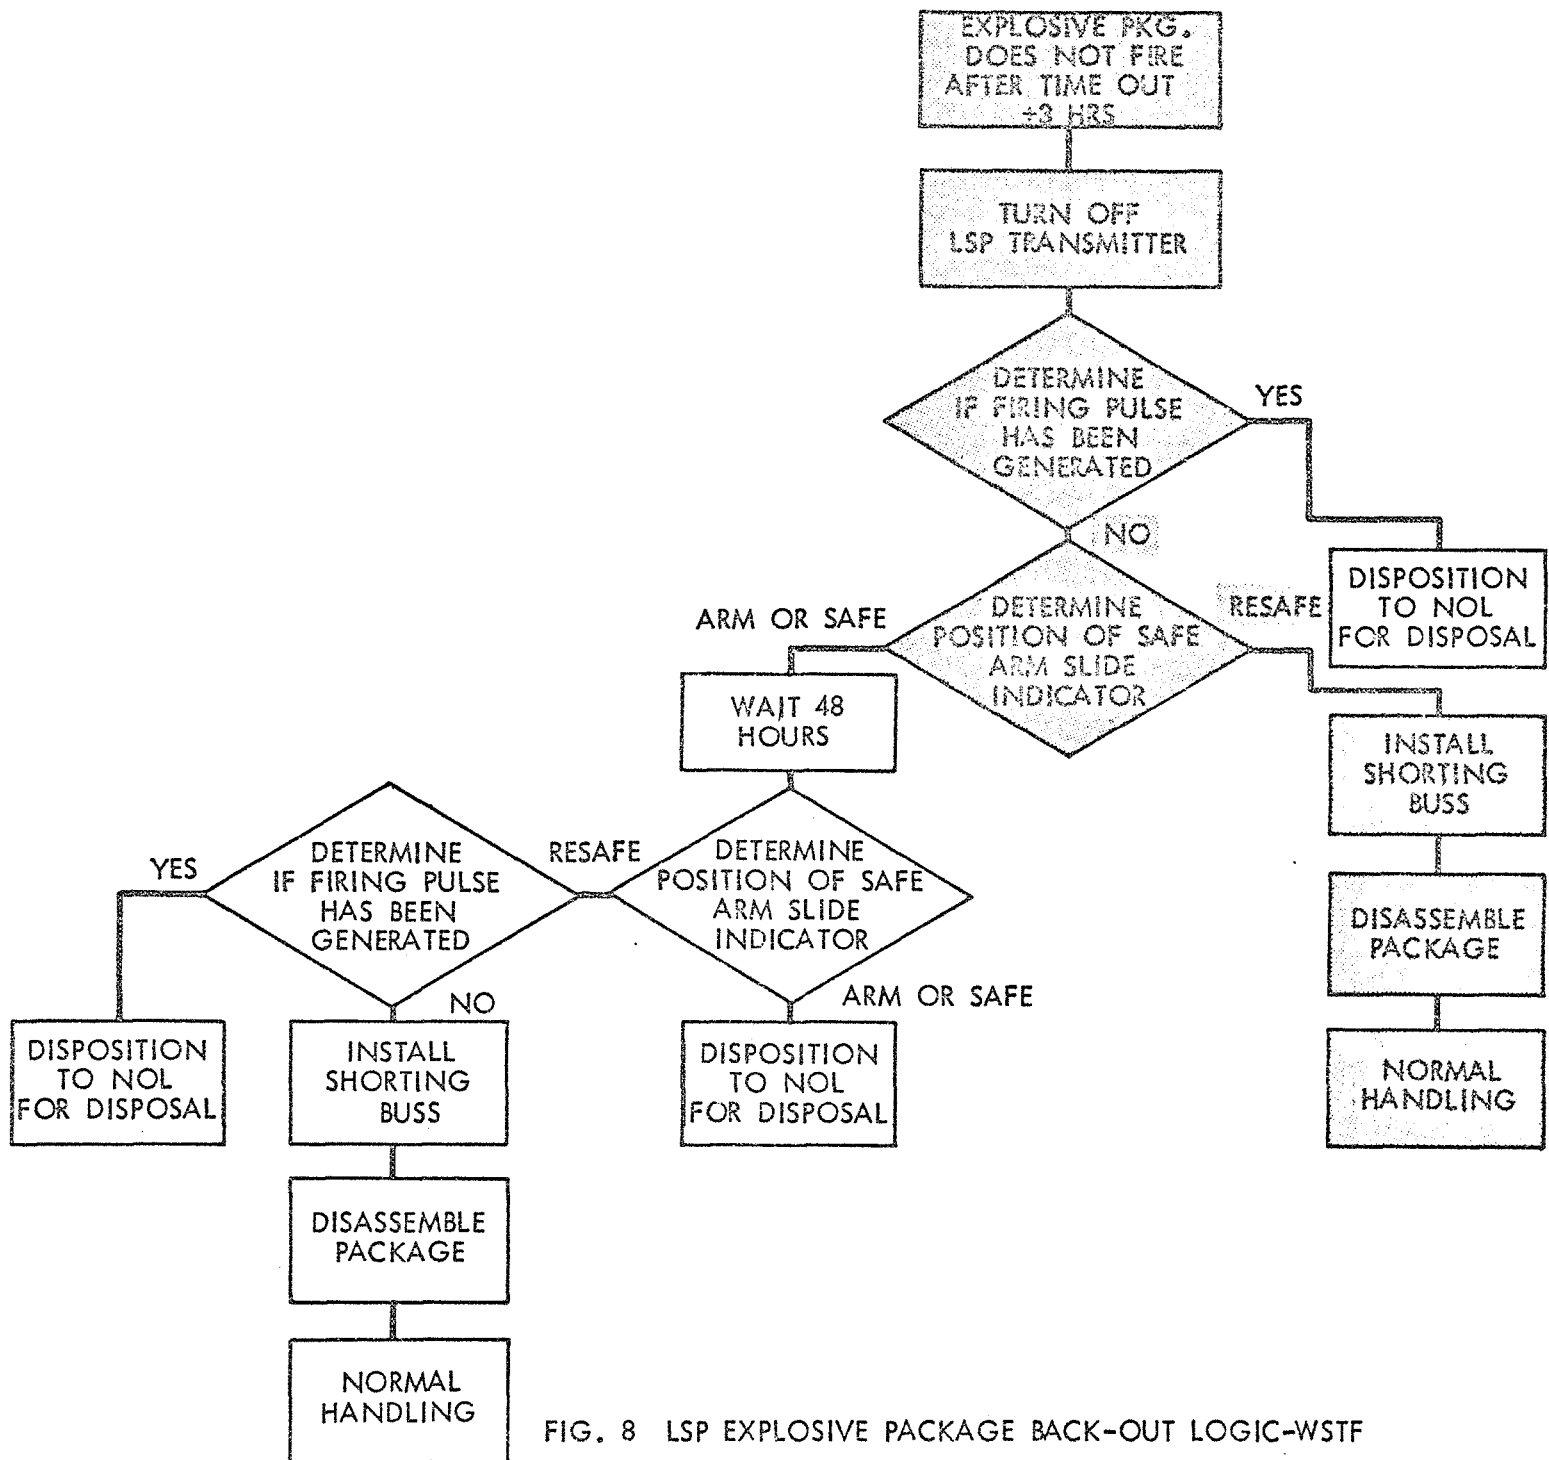 EXPLOSIVE PKG.
DOES NOT FIRE
AFTER TIME OUT
+3 HRS
TURN OFF
LSP TRANSMITTER
DETERMINE
IF FIRING PULSE
HAS BEEN
GENERATED
YES
NO
DISPOSITION
TO NOL
FOR DISPOSAL
DETERMINE
POSITION OF SAFE
ARM SLIDE
INDICATOR
RESAFE
ARM OR SAFE
WAIT 48
HOURS
INSTALL
SHORTING
BUSS
DISASSEMBLE
PACKAGE
NORMAL
HANDLING
DETERMINE
POSITION OF SAFE
ARM SLIDE
INDICATOR
RESAFE
ARM OR SAFE
DISPOSITION
TO NOL
FOR DISPOSAL
DETERMINE
IF FIRING PULSE
HAS BEEN
GENERATED
YES
NO
DISPOSITION
TO NOL
FOR DISPOSAL
INSTALL
SHORTING
BUSS
DISASSEMBLE
PACKAGE
NORMAL
HANDLING
FIG. 8 LSP EXPLOSIVE PACKAGE BACK-OUT LOGIC-WSTF